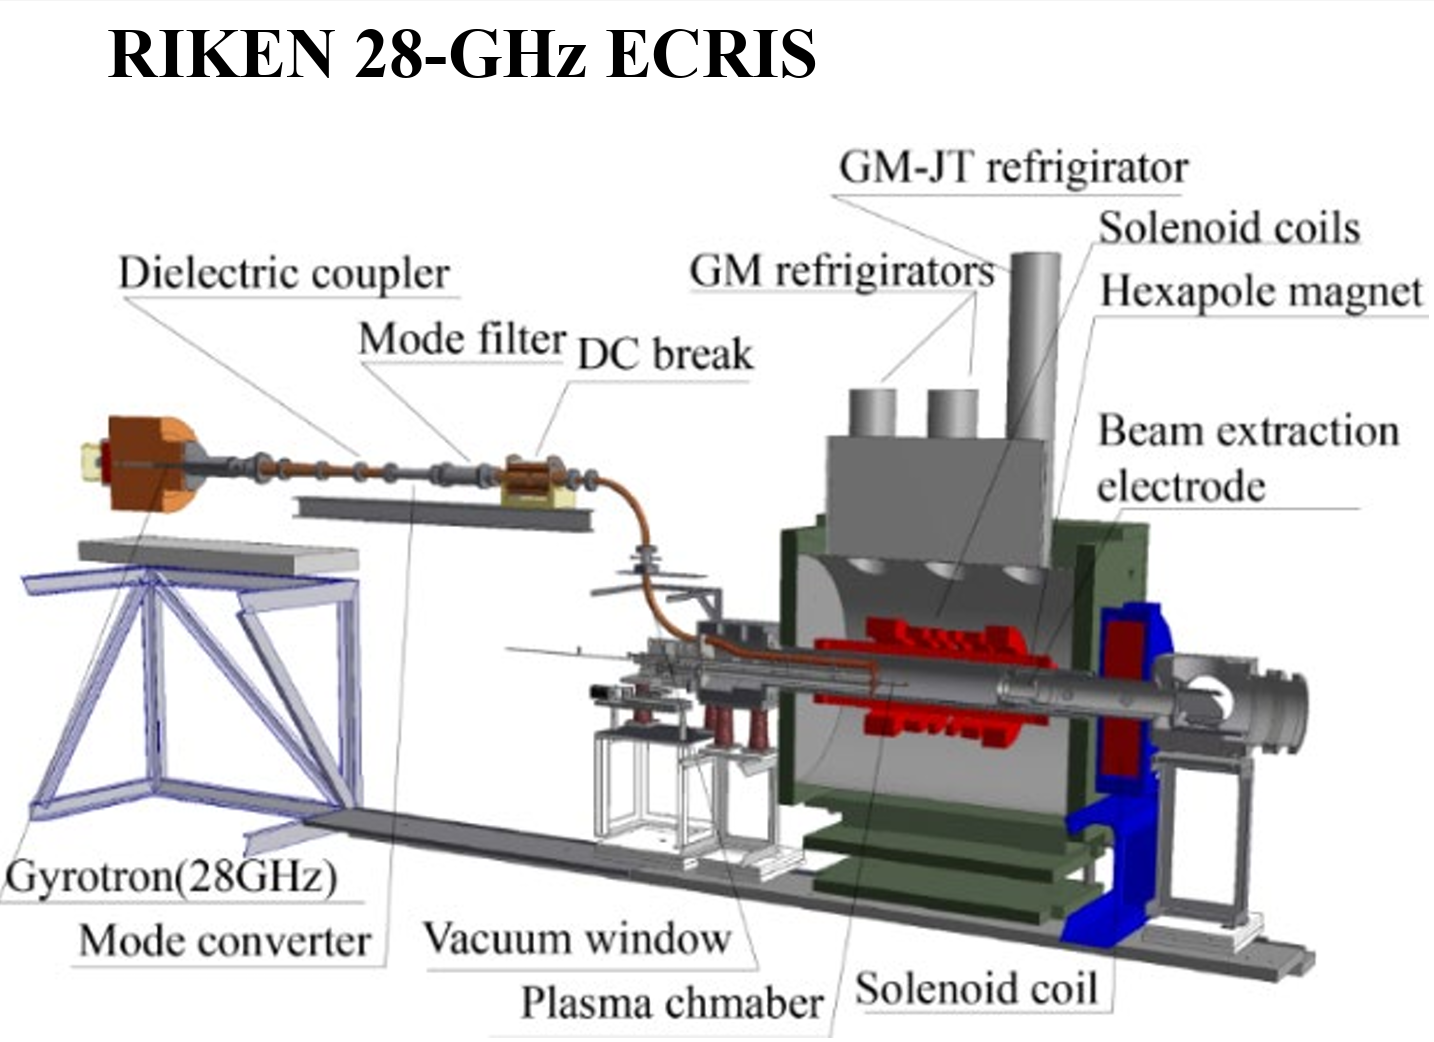 RIKEN 28-GHz ECRIS
GM-JT refrigirator
Solenoid coils
Dielectric coupler
GM refrigirators
Hexapole magnet
Mode filter
DC break
Beam extraction
electrode
Gyrotron(28GHz)
Mode converter
Vacuum window
Plasma chmaber
Solenoid coil